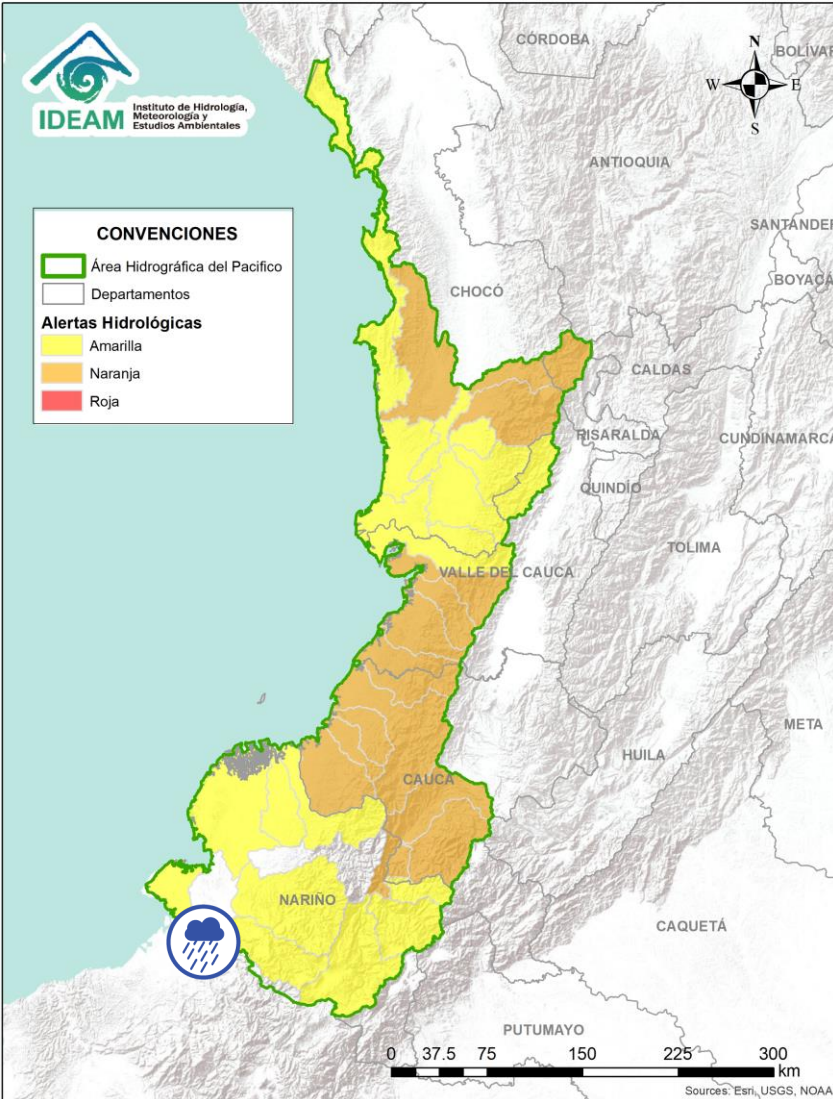 IDEAM
Instituto de Hidrología,
Meteorología y
Estudios Ambientales
CÓRDOBA
BOLÍVAR
N
W
E
S
ANTIOQUIA
SANTANDER
CONVENCIONES
Área Hidrográfica del Pacifico
Departamentos
Alertas Hidrológicas
Amarilla
Naranja
Roja
CHOCÓ
BOYACÁ
CALDAS
RISARALDA
CUNDINAMARCA
QUINDÍO
TOLIMA
VALLE DEL CAUCA
META
HUILA
CAUCA
NARIÑO
CAQUETÁ
PUTUMAYO
0 37.5 75 150 225 300
km
Sources: Esri, USGS, NOAA